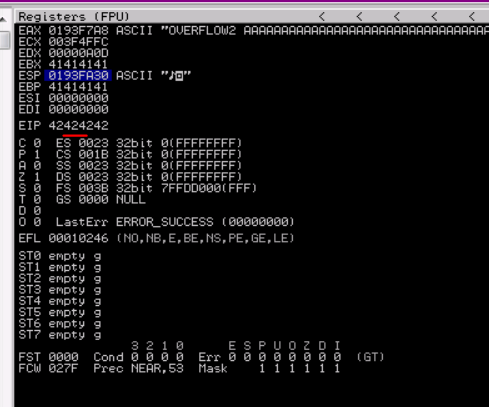 Registers (FPU) < < < < <
EAX 0193F7A8 ASCII "OVERFLOW2 AAAAAAAAAAAAAAAAAAAAAAAAAAAAAAA
ECX 003F4FFC
EDX 00000A0D
EBX 41414141
ESP 0193FA30 ASCII "♪◙"
EBP 41414141
ESI 00000000
EDI 00000000
EIP 42424242
C 0 ES 0023 32bit 0(FFFFFFFF)
P 1 CS 001B 32bit 0(FFFFFFFF)
A 0 SS 0023 32bit 0(FFFFFFFF)
Z 1 DS 0023 32bit 0(FFFFFFFF)
S 0 FS 003B 32bit 7FFDD000(FFF)
T 0 GS 0000 NULL
D 0
O 0 LastErr ERROR_SUCCESS (00000000)
EFL 00010246 (NO,NB,E,BE,NS,PE,GE,LE)
ST0 empty g
ST1 empty g
ST2 empty g
ST3 empty g
ST4 empty g
ST5 empty g
ST6 empty g
ST7 empty g
3 2 1 0 E S P U O Z D I
FST 0000 Cond 0 0 0 0 Err 0 0 0 0 0 0 0 0 (GT)
FCW 027F Prec NEAR,53 Mask 1 1 1 1 1 1